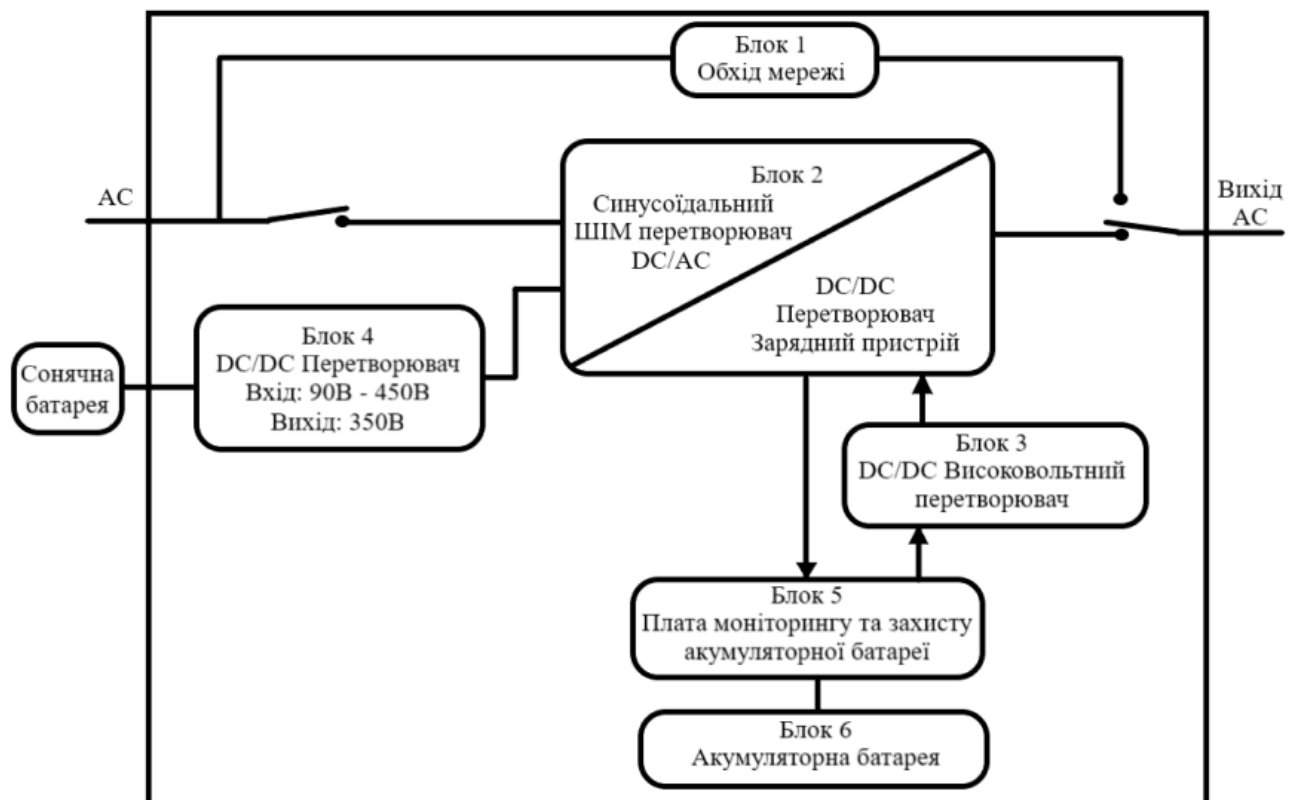 Блок 1
Обхід мережі
АС
Блок 2
Синусоїдальний
ШІМ перетворювач
DC/AC
DC/DC
Перетворювач
Зарядний пристрій
Вихід
АС
Блок 4
DC/DC Перетворювач
Вхід: 90В - 450В
Вихід: 350В
Сонячна
батарея
Блок 3
DC/DC Високовольтний
перетворювач
Блок 5
Плата моніторингу та захисту
акумуляторної батареї
Блок 6
Акумуляторна батарея